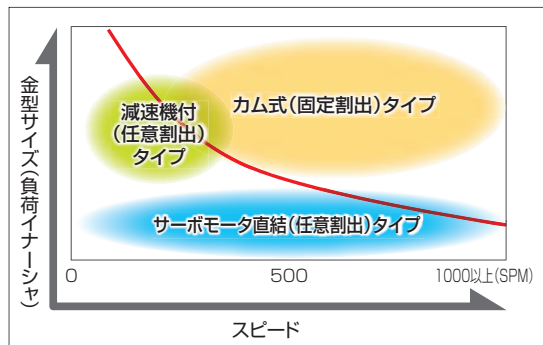 金型サイズ(負荷イナーシャ)
減速機付
(任意割出)
タイプ
カム式(固定割出)タイプ
サーボモータ直結(任意割出)タイプ
0
500
1000以上(SPM)
スピード